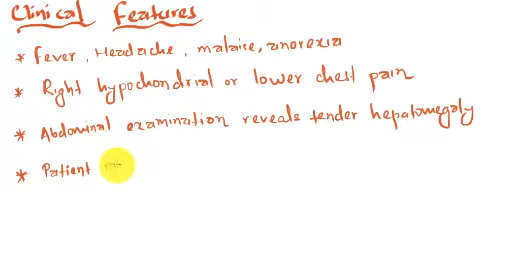 Clinical Features
* Fever, Headache, malaise, anorexia
* Right hypochondrial or lower chest pain
* Abdominal examination reveals tender hepatomegaly
* Patient